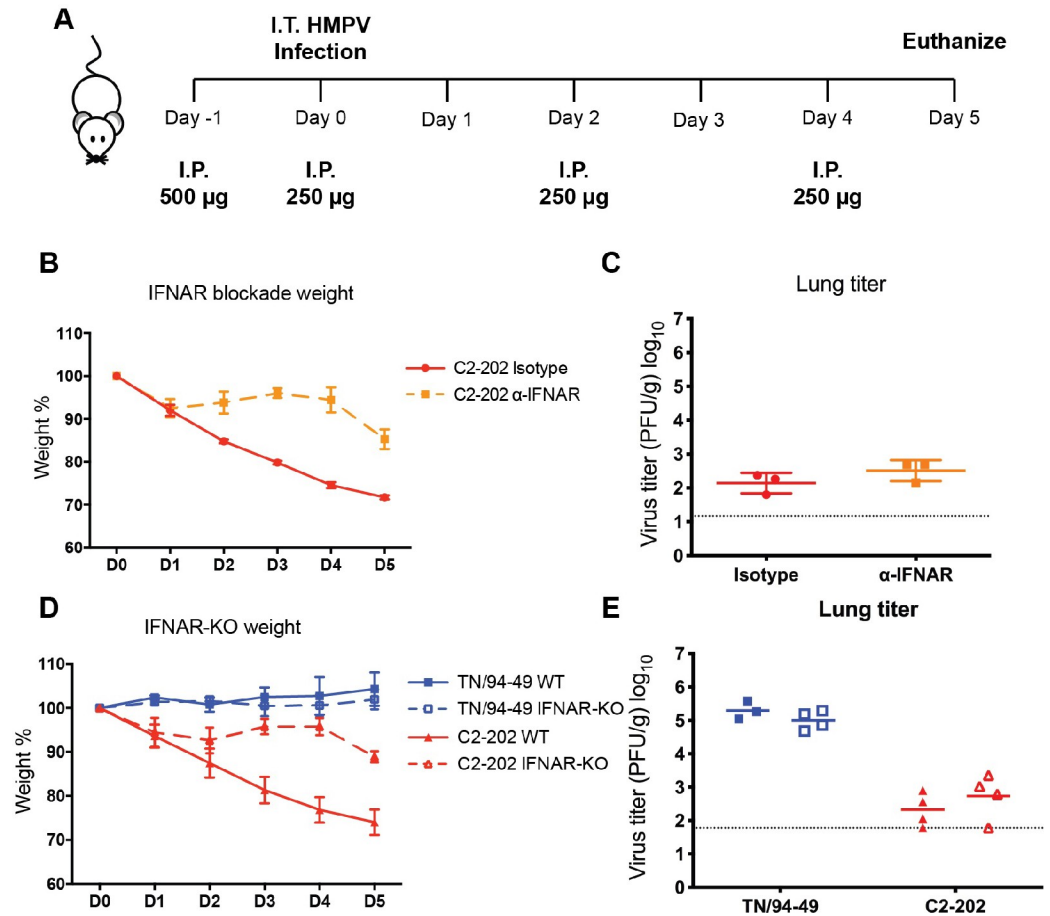 A
I.T. HMPV
Infection
Euthanize
Day -1
Day 0
Day 1
Day 2
Day 3
Day 4
Day 5
I.P.
500 µg
I.P.
250 µg
I.P.
250 µg
I.P.
250 µg
B
IFNAR blockade weight
Weight %
110
100
90
80
70
60
D0
D1
D2
D3
D4
D5
C2-202 Isotype
C2-202 α-IFNAR
C
Lung titer
Virus titer (PFU/g) log10
7
6
5
4
3
2
1
0
Isotype
α-IFNAR
D
IFNAR-KO weight
Weight %
110
100
90
80
70
60
D0
D1
D2
D3
D4
D5
TN/94-49 WT
TN/94-49 IFNAR-KO
C2-202 WT
C2-202 IFNAR-KO
E
Lung titer
Virus titer (PFU/g) log10
7
6
5
4
3
2
1
0
TN/94-49
C2-202